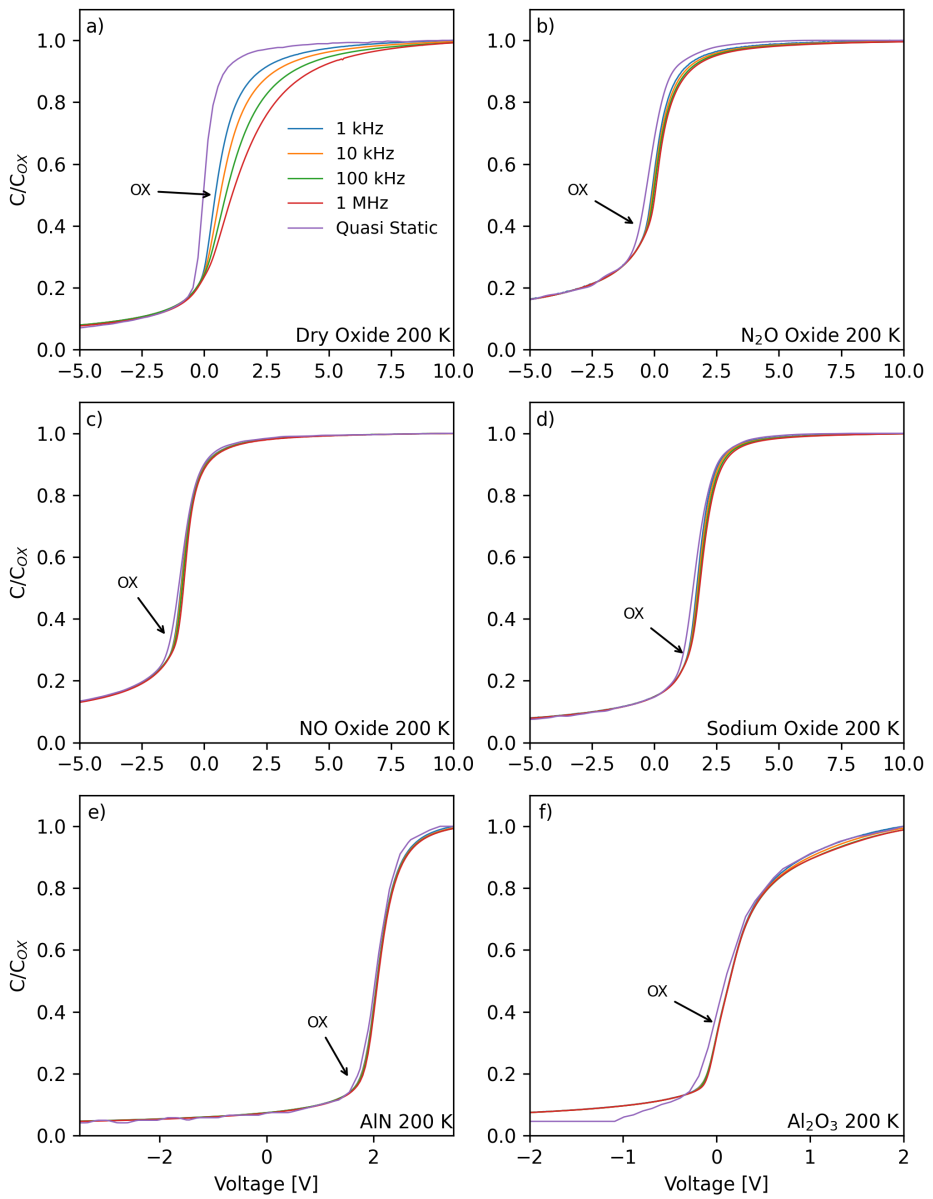 a)
C/C_OX
1.0
0.8
0.6
0.4
0.2
0.0
OX
1 kHz
10 kHz
100 kHz
1 MHz
Quasi Static
Dry Oxide 200 K
−5.0 −2.5 0.0 2.5 5.0 7.5 10.0
b)
1.0
0.8
0.6
0.4
0.2
0.0
OX
N₂O Oxide 200 K
−5.0 −2.5 0.0 2.5 5.0 7.5 10.0
c)
C/C_OX
1.0
0.8
0.6
0.4
0.2
0.0
OX
NO Oxide 200 K
−5.0 −2.5 0.0 2.5 5.0 7.5 10.0
d)
1.0
0.8
0.6
0.4
0.2
0.0
OX
Sodium Oxide 200 K
−5.0 −2.5 0.0 2.5 5.0 7.5 10.0
e)
C/C_OX
1.0
0.8
0.6
0.4
0.2
0.0
OX
AlN 200 K
−2 0 2
Voltage [V]
f)
1.0
0.8
0.6
0.4
0.2
0.0
OX
Al₂O₃ 200 K
−2 −1 0 1 2
Voltage [V]